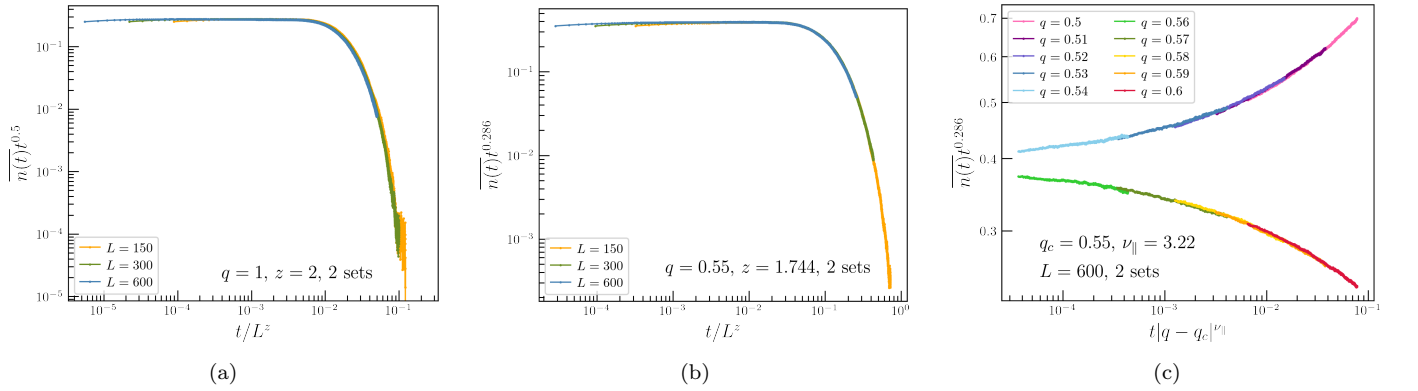 10⁻¹
10⁻²
10⁻³
10⁻⁴
10⁻⁵
n(t)t^0.5
L = 150
L = 300
L = 600
q = 1, z = 2, 2 sets
10⁻⁵ 10⁻⁴ 10⁻³ 10⁻² 10⁻¹
t/L^z
(a)
10⁻¹
10⁻²
10⁻³
n(t)t^0.286
L = 150
L = 300
L = 600
q = 0.55, z = 1.744, 2 sets
10⁻⁴ 10⁻³ 10⁻² 10⁻¹ 10⁰
t/L^z
(b)
0.7
0.6
0.5
0.4
0.3
n(t)t^0.286
q = 0.5 q = 0.56
q = 0.51 q = 0.57
q = 0.52 q = 0.58
q = 0.53 q = 0.59
q = 0.54 q = 0.6
q_c = 0.55, ν_∥ = 3.22
L = 600, 2 sets
10⁻⁴ 10⁻³ 10⁻² 10⁻¹
t|q − q_c|^ν_∥
(c)